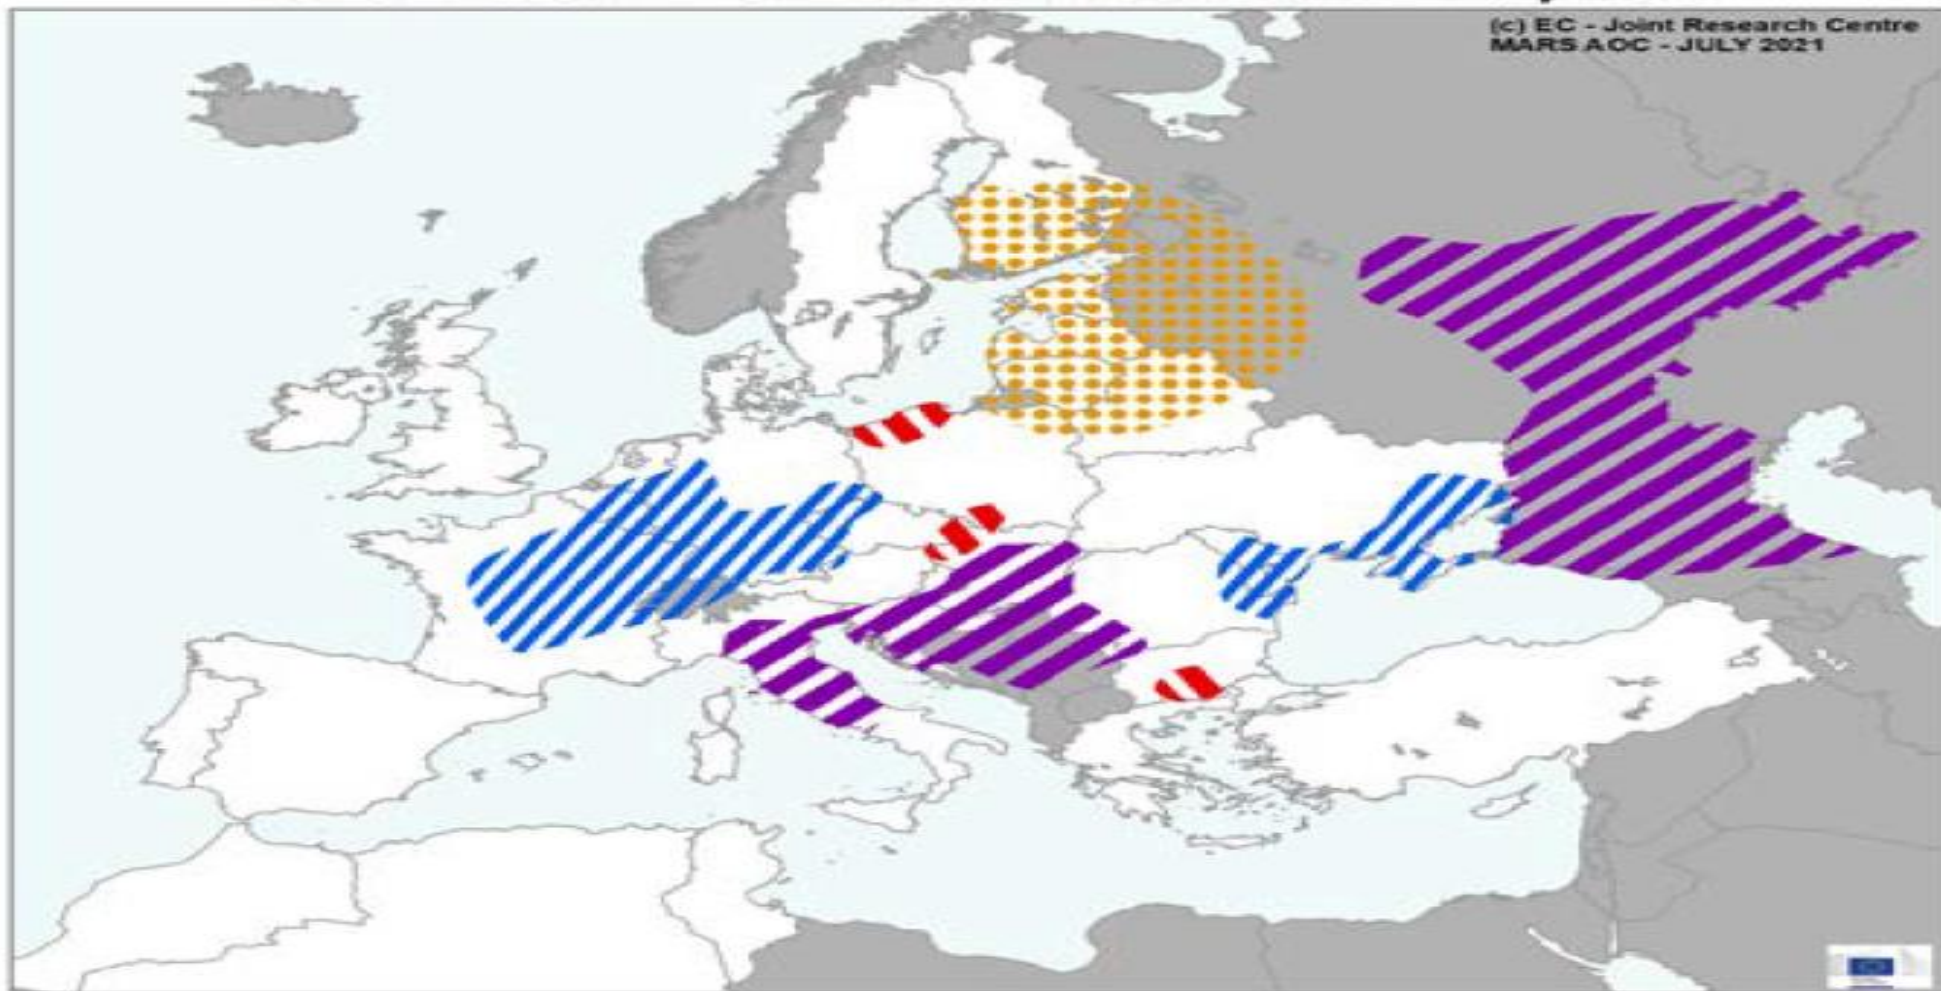 (c) EC - Joint Research Centre
MARS AOC - JULY 2021